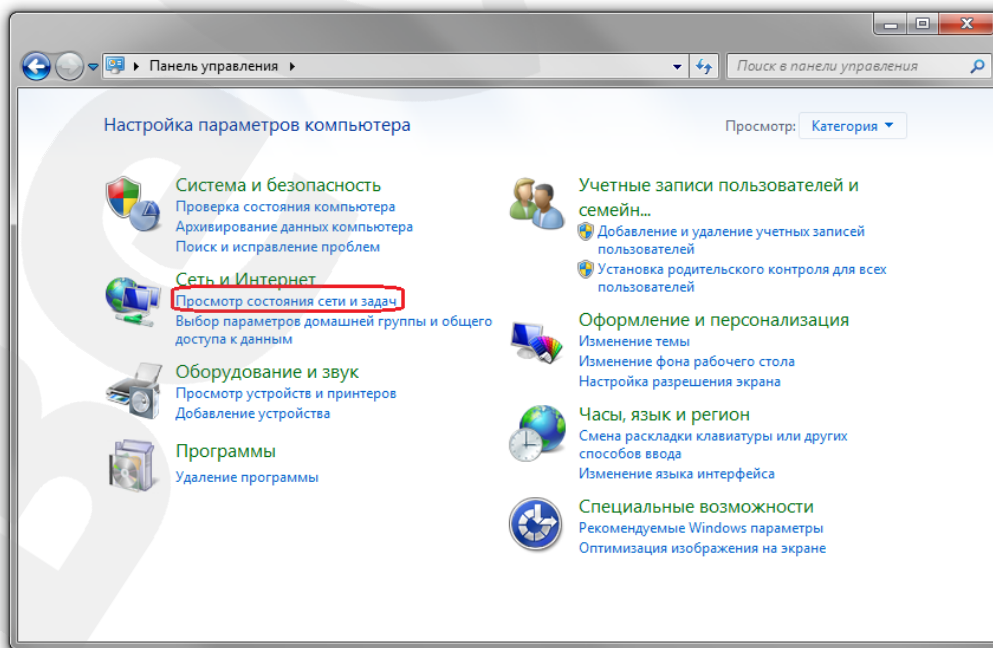 Панель управления
Поиск в панели управления
Настройка параметров компьютера
Просмотр: Категория
Система и безопасность
Проверка состояния компьютера
Архивирование данных компьютера
Поиск и исправление проблем
Сеть и Интернет
Просмотр состояния сети и задач
Выбор параметров домашней группы и общего
доступа к данным
Оборудование и звук
Просмотр устройств и принтеров
Добавление устройства
Программы
Удаление программы
Учетные записи пользователей и
семейн...
Добавление и удаление учетных записей
пользователей
Установка родительского контроля для всех
пользователей
Оформление и персонализация
Изменение темы
Изменение фона рабочего стола
Настройка разрешения экрана
Часы, язык и регион
Смена раскладки клавиатуры или других
способов ввода
Изменение языка интерфейса
Специальные возможности
Рекомендуемые Windows параметры
Оптимизация изображения на экране